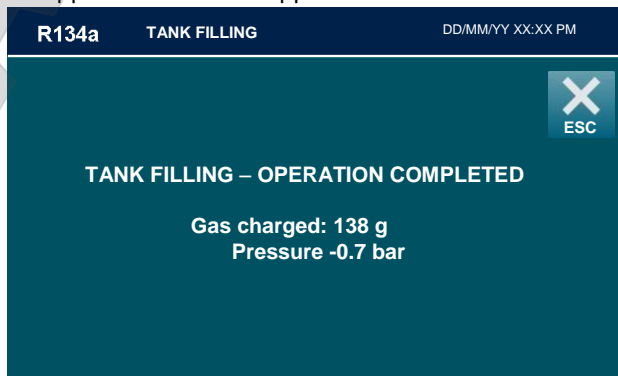 R134a TANK FILLING DD/MM/YY XX:XX PM
ESC
TANK FILLING – OPERATION COMPLETED
Gas charged: 138 g
Pressure -0.7 bar